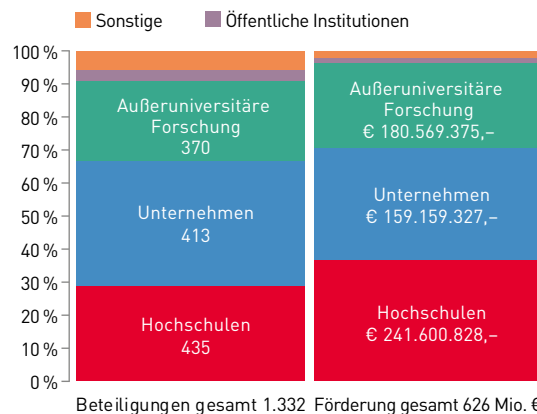 Sonstige Öffentliche Institutionen
100 %
90 %
80 %
70 %
60 %
50 %
40 %
30 %
20 %
10 %
0 %
Außeruniversitäre
Forschung
370
Unternehmen
413
Hochschulen
435
Außeruniversitäre
Forschung
€ 180.569.375,–
Unternehmen
€ 159.159.327,–
Hochschulen
€ 241.600.828,–
Beteiligungen gesamt 1.332 Förderung gesamt 626 Mio. €